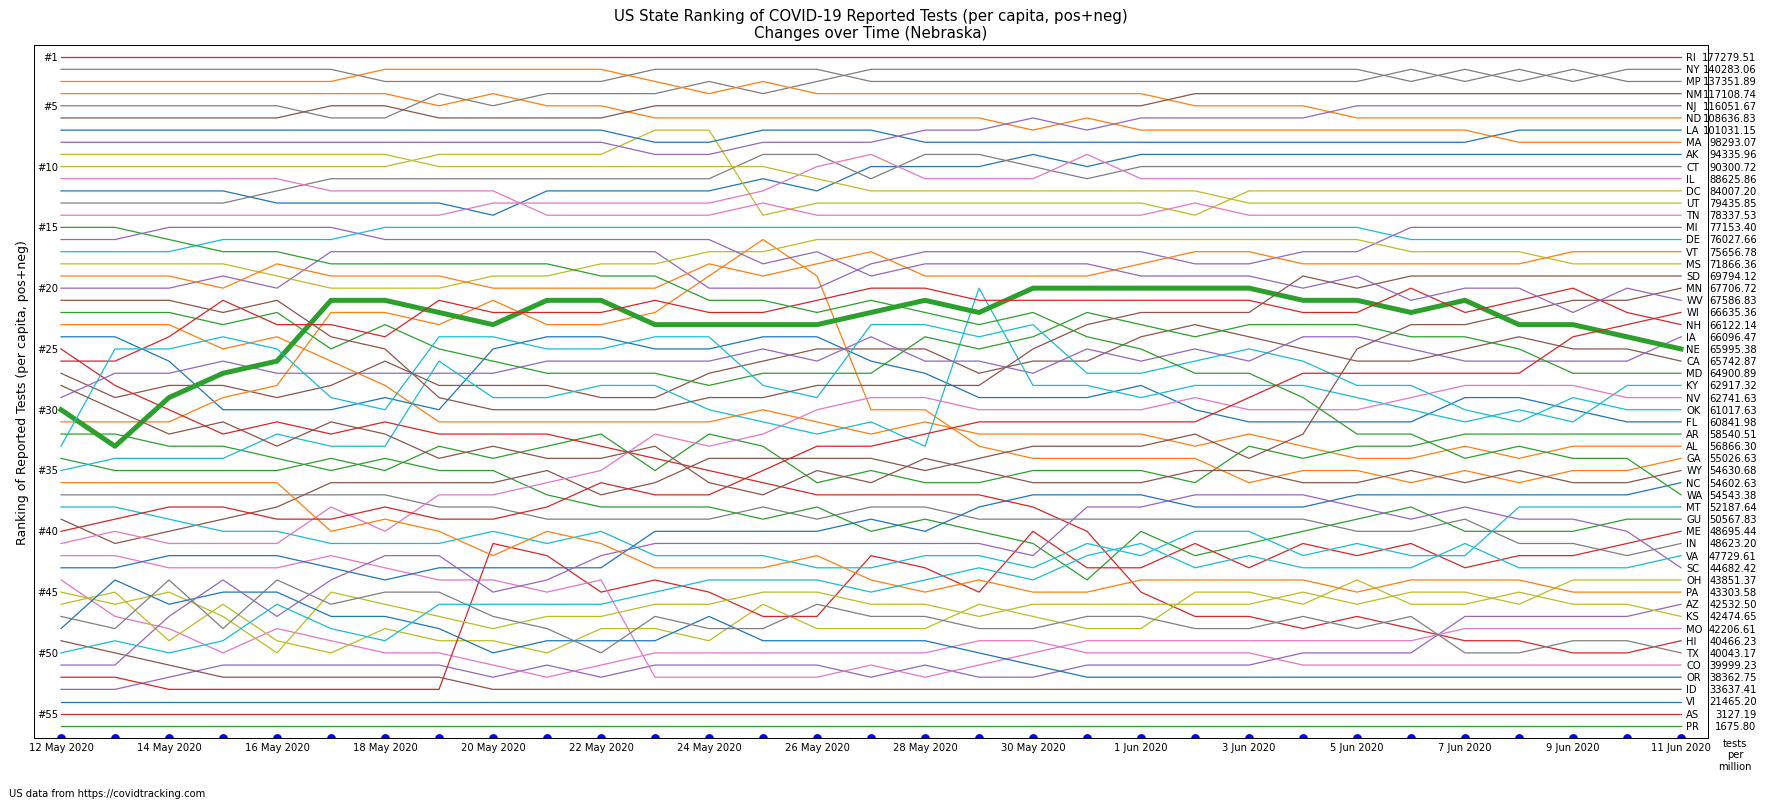 US State Ranking of COVID-19 Reported Tests (per capita, pos+neg)
Changes over Time (Nebraska)
Ranking of Reported Tests (per capita, pos+neg)
#1
#5
#10
#15
#20
#25
#30
#35
#40
#45
#50
#55
RI 177279.51
NY 140283.06
MP 137351.89
NM 117108.74
NJ 116051.67
ND 108636.83
LA 101031.15
MA 98293.07
AK 94335.96
CT 90300.72
IL 88625.86
DC 84007.20
UT 79435.85
TN 78337.53
MI 77153.40
DE 76027.66
VT 75656.78
MS 71866.36
SD 69794.12
MN 67706.72
WV 67586.83
WI 66635.36
NH 66122.14
IA 66096.47
NE 65995.38
CA 65742.87
MD 64900.89
KY 62917.32
NV 62741.63
OK 61017.63
FL 60841.98
AR 58540.51
AL 56866.30
GA 55026.63
WY 54630.68
NC 54602.63
WA 54543.38
MT 52187.64
GU 50567.83
ME 48695.44
IN 48623.20
VA 47729.61
SC 44682.42
OH 43851.37
PA 43303.58
AZ 42532.50
KS 42474.65
MO 42206.61
HI 40466.23
TX 40043.17
CO 39999.23
OR 38362.75
ID 33637.41
VI 21465.20
AS 3127.19
PR 1675.80
12 May 2020 14 May 2020 16 May 2020 18 May 2020 20 May 2020 22 May 2020 24 May 2020 26 May 2020 28 May 2020 30 May 2020 1 Jun 2020 3 Jun 2020 5 Jun 2020 7 Jun 2020 9 Jun 2020 11 Jun 2020
tests
per
million
US data from https://covidtracking.com